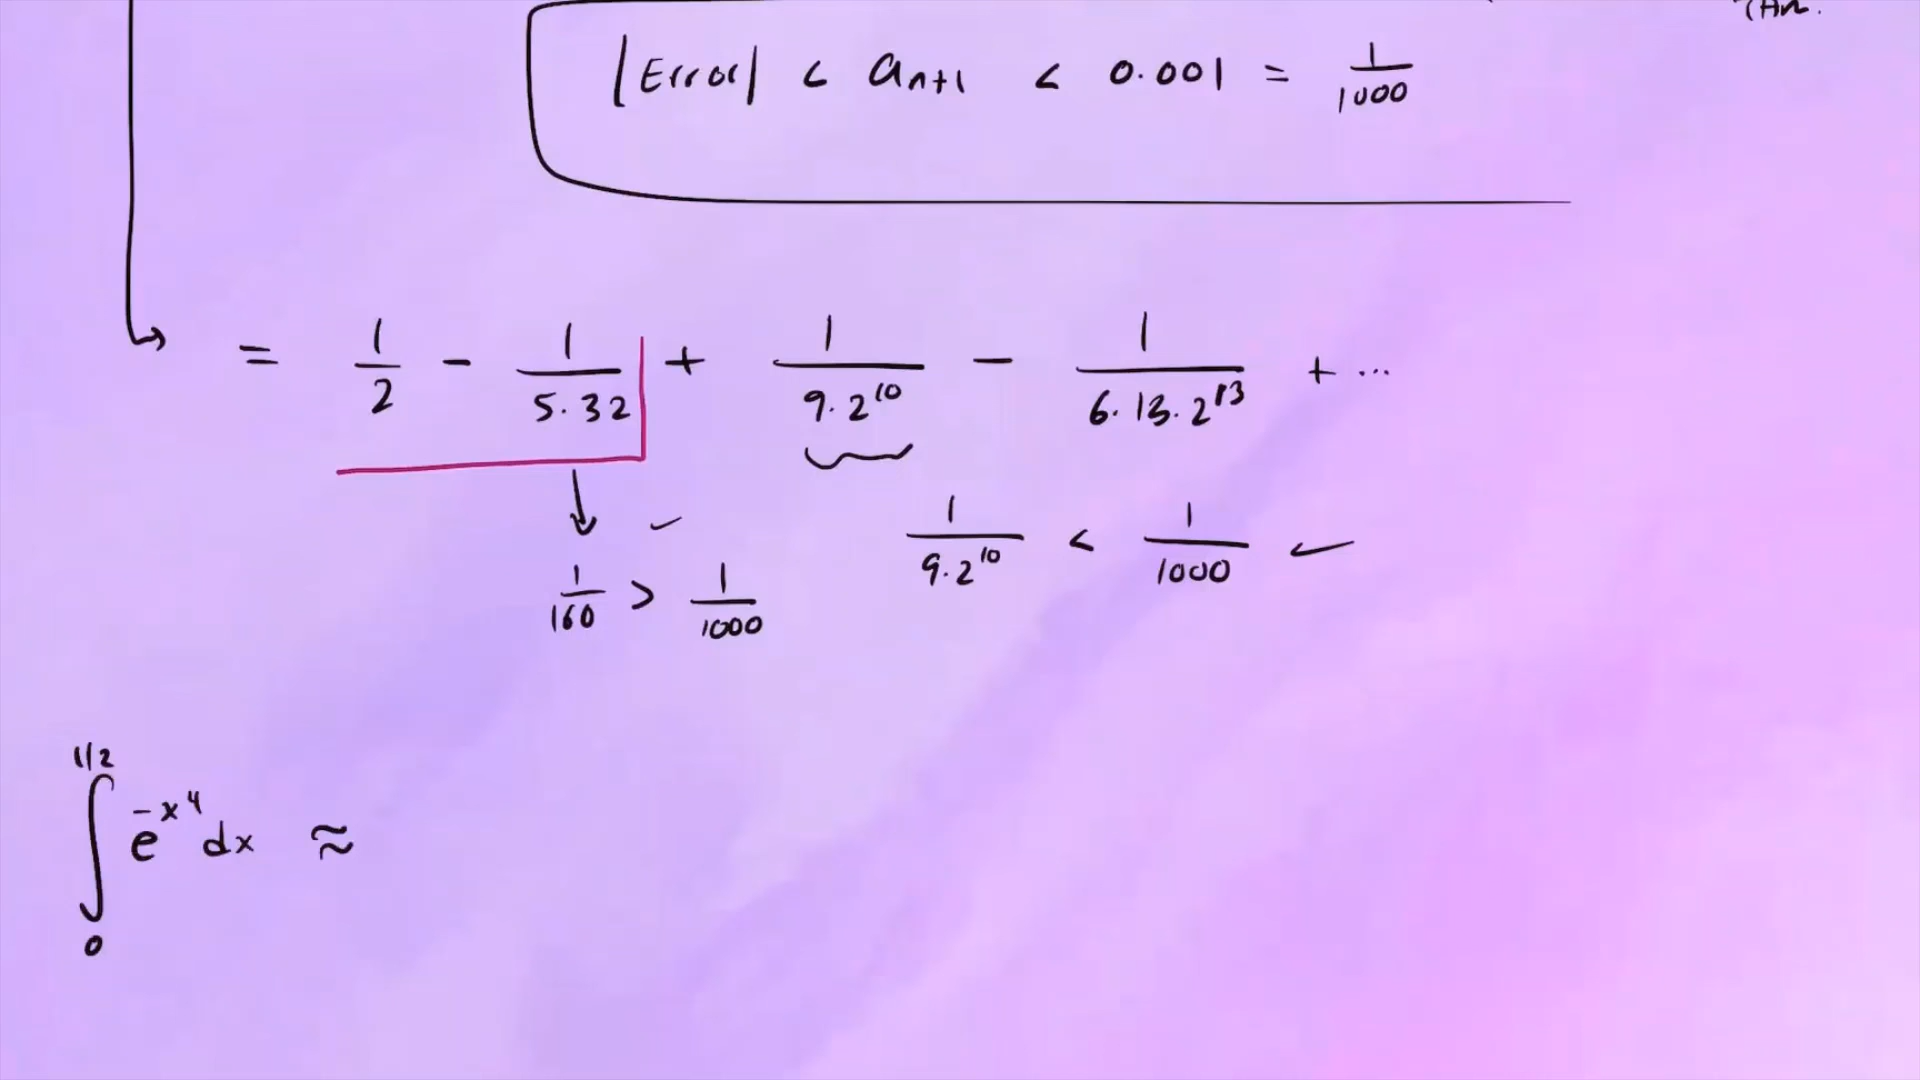 (An.
|Error| < an+1 < 0.001 = 1/1000
= 1/2 - 1/5.32 + 1/9.2^10 - 1/6.13.2^13 + ...
1/160 > 1/1000 ✓
1/9.2^10 < 1/1000 ✓
∫_0^1/2 e^-x^4 dx ≈